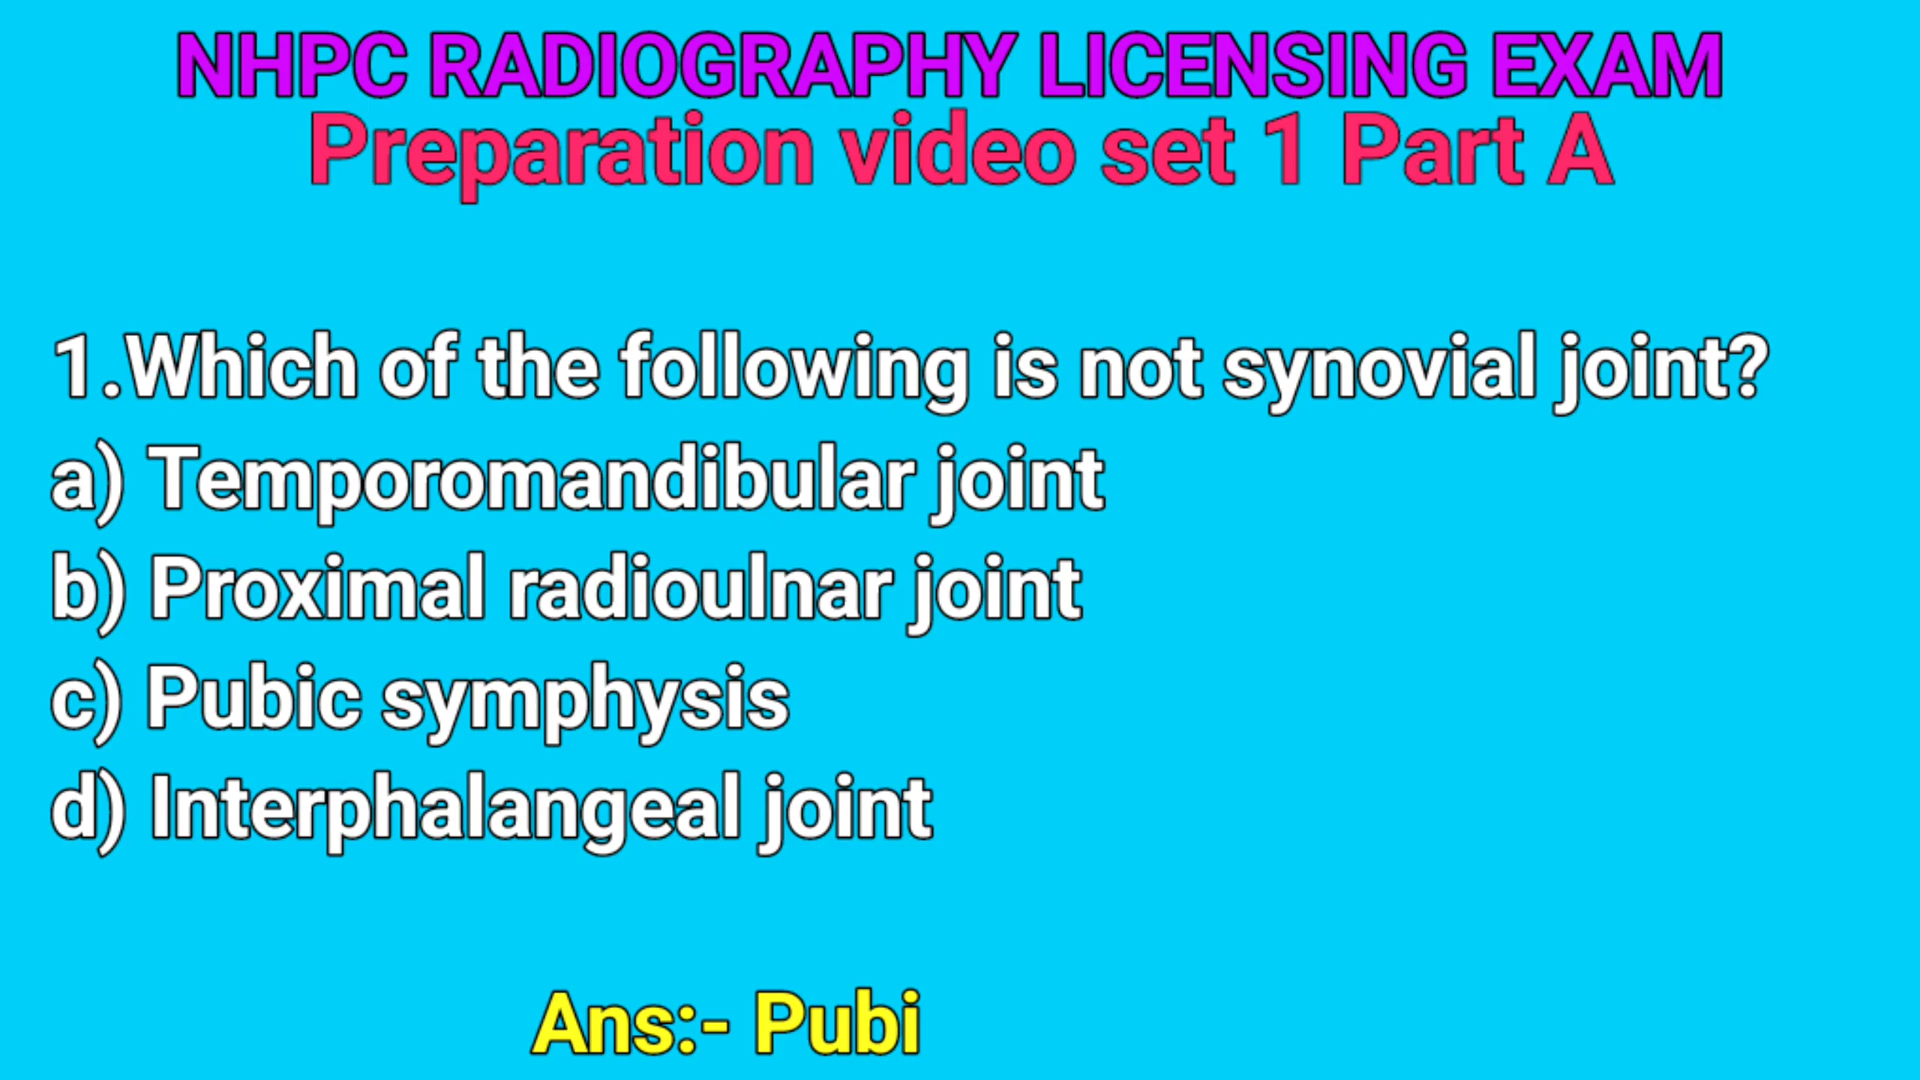 NHPC RADIOGRAPHY LICENSING EXAM
Preparation video set 1 Part A
1.Which of the following is not synovial joint?
a) Temporomandibular joint
b) Proximal radioulnar joint
c) Pubic symphysis
d) Interphalangeal joint
Ans:- Pubi